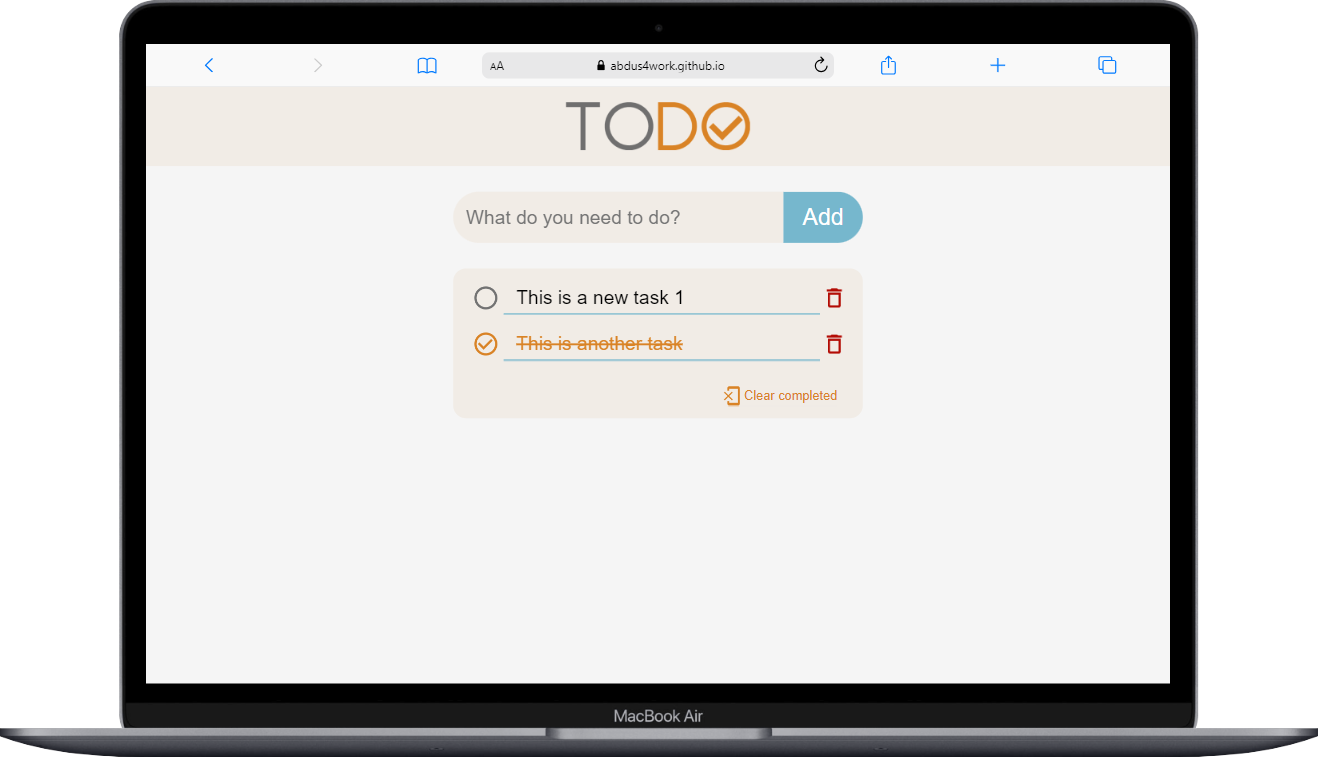 AA abdus4work.github.io
TODO
What do you need to do? Add
This is a new task 1
This is another task
Clear completed
MacBook Air